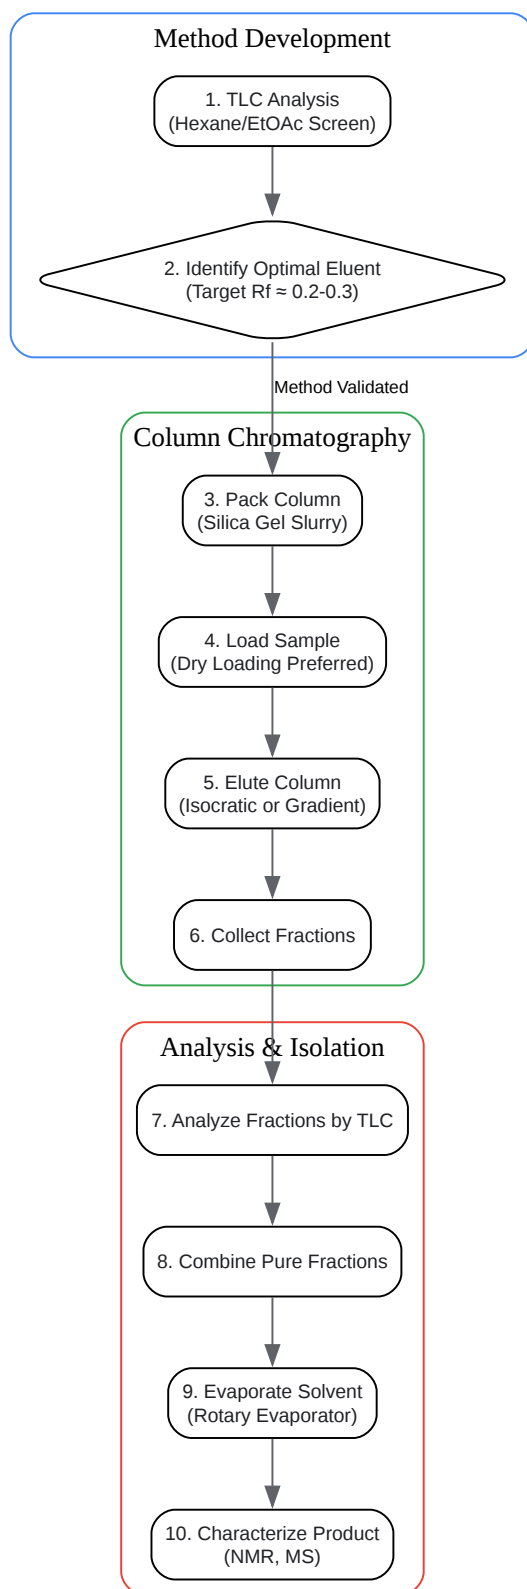 Method Development
1. TLC Analysis
(Hexane/EtOAc Screen)
2. Identify Optimal Eluent
(Target Rf ≈ 0.2-0.3)
Method Validated
Column Chromatography
3. Pack Column
(Silica Gel Slurry)
4. Load Sample
(Dry Loading Preferred)
5. Elute Column
(Isocratic or Gradient)
6. Collect Fractions
Analysis & Isolation
7. Analyze Fractions by TLC
8. Combine Pure Fractions
9. Evaporate Solvent
(Rotary Evaporator)
10. Characterize Product
(NMR, MS)